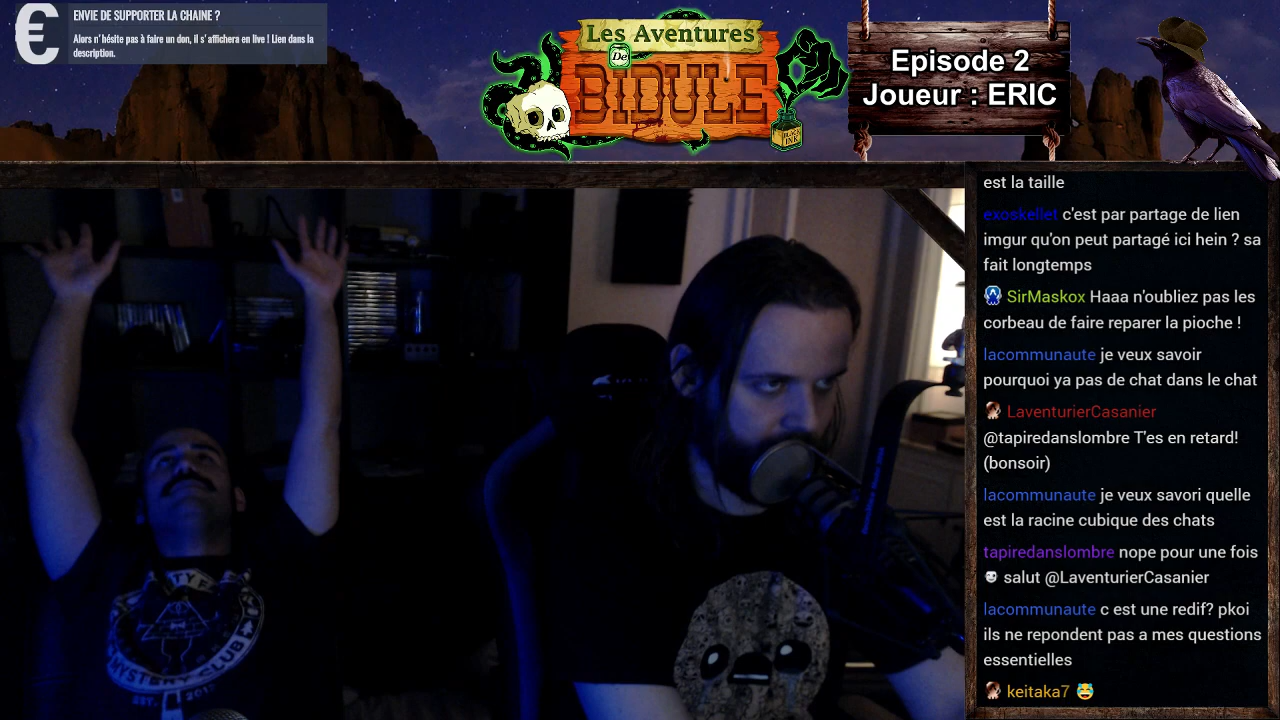 ENVIE DE SUPPORTER LA CHAINE ?
Alors n'hésite pas à faire un don, il s'affichera en live ! Lien dans la
description.
Les Aventures
De
BIDULE
BLACK
INK
Episode 2
Joueur : ERIC
est la taille
exoskellet c'est par partage de lien
imgur qu'on peut partagé ici hein ? sa
fait longtemps
SirMaskox Haaa n'oubliez pas les
corbeau de faire reparer la pioche !
lacommunaute je veux savoir
pourquoi ya pas de chat dans le chat
LaventurierCasanier
@tapiredanslombre T'es en retard!
(bonsoir)
lacommunaute je veux savori quelle
est la racine cubique des chats
tapiredanslombre nope pour une fois
salut @LaventurierCasanier
lacommunaute c est une redif? pkoi
ils ne repondent pas a mes questions
essentielles
keitaka7
MYSTERY CLUB
EST.